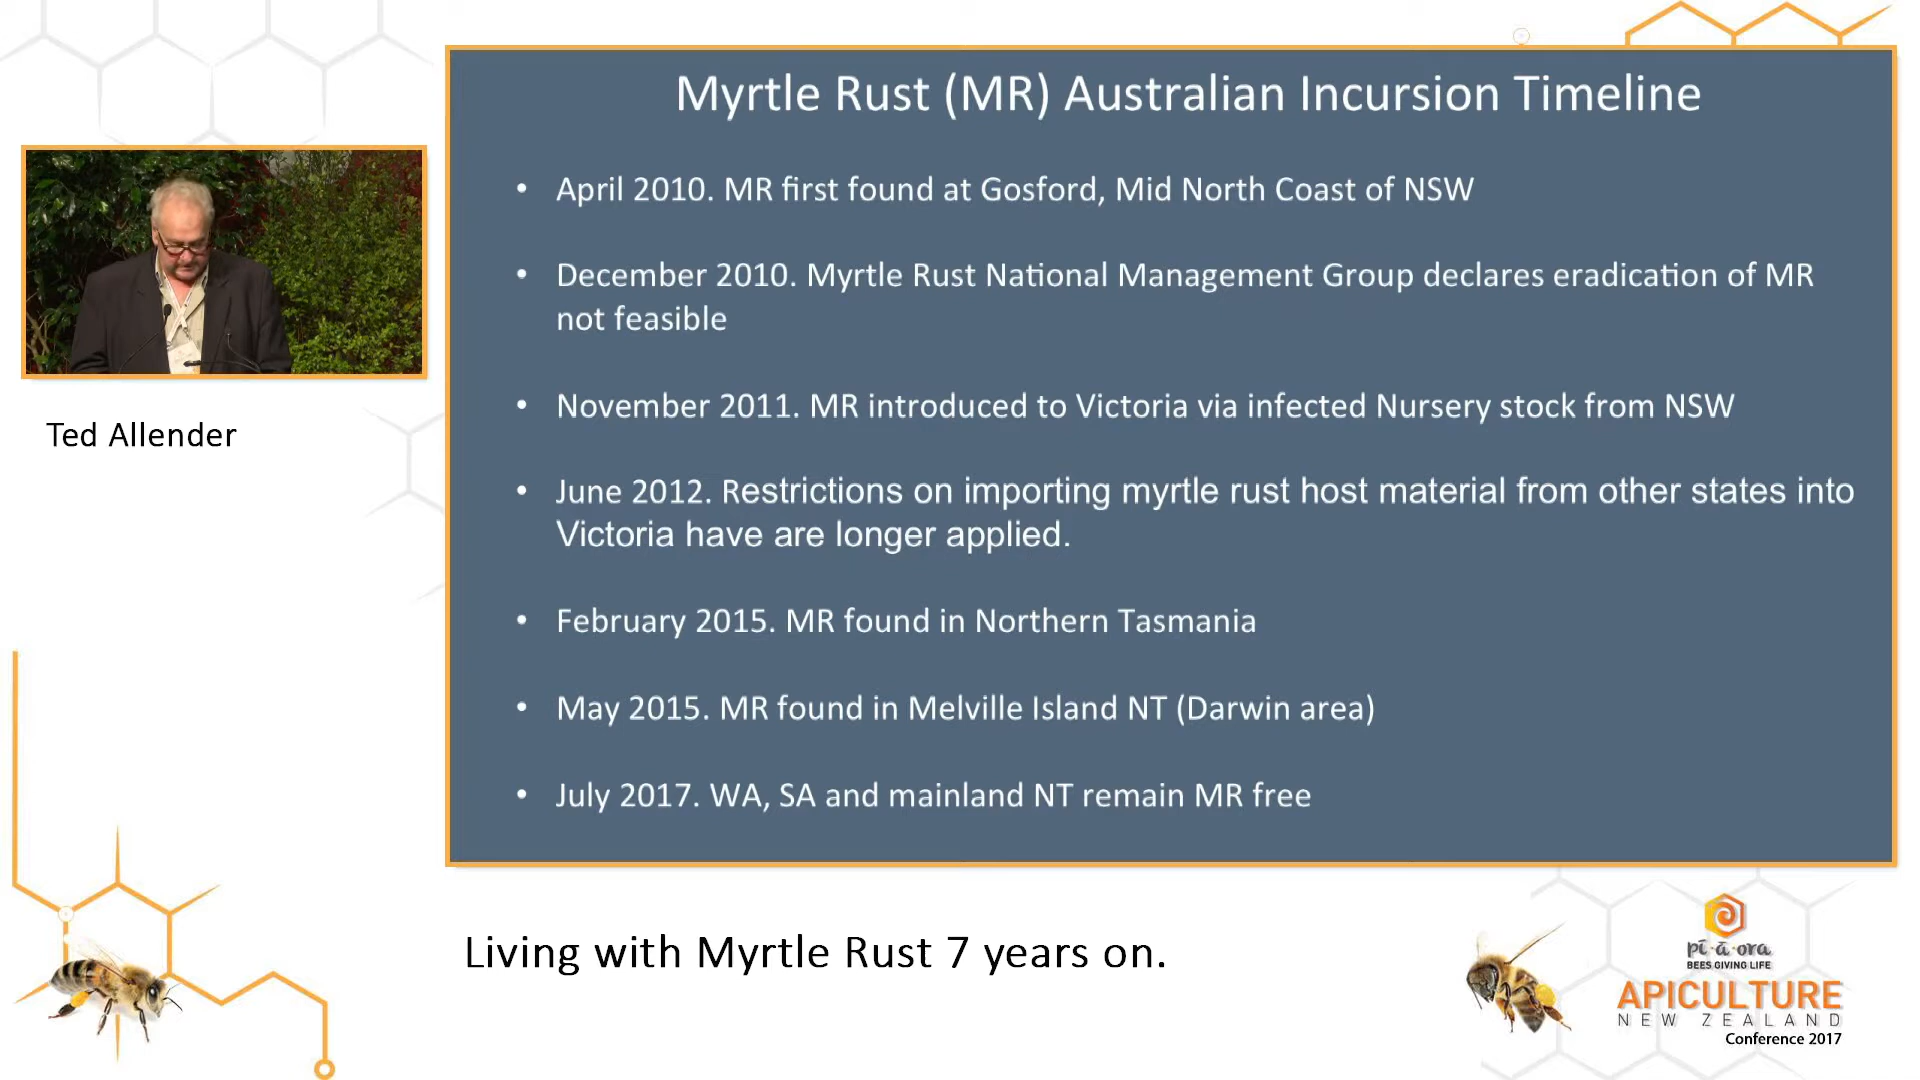 Myrtle Rust (MR) Australian Incursion Timeline
• April 2010. MR first found at Gosford, Mid North Coast of NSW
• December 2010. Myrtle Rust National Management Group declares eradication of MR
not feasible
• November 2011. MR introduced to Victoria via infected Nursery stock from NSW
• June 2012. Restrictions on importing myrtle rust host material from other states into
Victoria have are longer applied.
• February 2015. MR found in Northern Tasmania
• May 2015. MR found in Melville Island NT (Darwin area)
• July 2017. WA, SA and mainland NT remain MR free
Ted Allender
Living with Myrtle Rust 7 years on.
pī·ā·ora
BEES GIVING LIFE
APICULTURE
NEW ZEALAND
Conference 2017